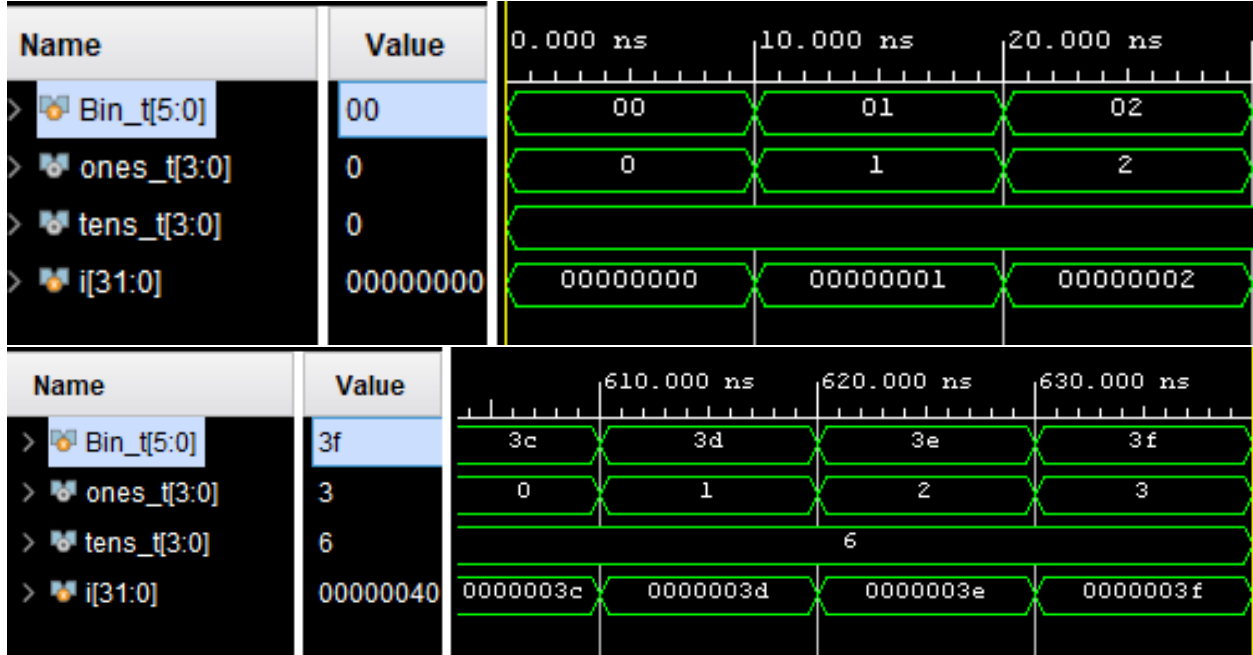 Name Value 0.000 ns 10.000 ns 20.000 ns
Bin_t[5:0] 00 00 01 02
ones_t[3:0] 0 0 1 2
tens_t[3:0] 0
i[31:0] 00000000 00000000 00000001 00000002
Name Value 610.000 ns 620.000 ns 630.000 ns
Bin_t[5:0] 3f 3c 3d 3e 3f
ones_t[3:0] 3 0 1 2 3
tens_t[3:0] 6 6
i[31:0] 00000040 0000003c 0000003d 0000003e 0000003f